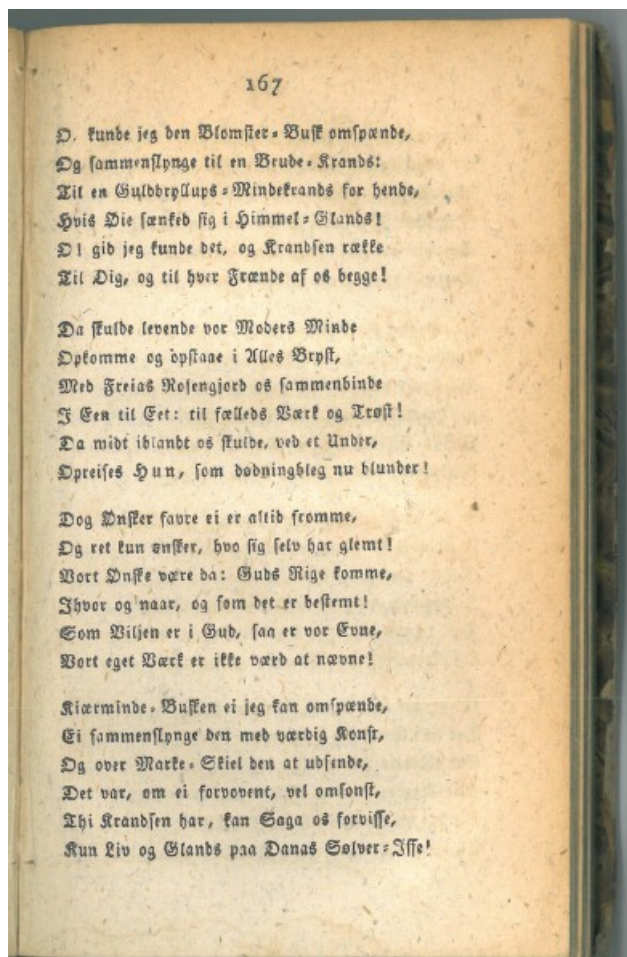 167
O, kunde jeg den Blomster-Busk omspænde,
Og sammenslynge til en Brude-Krands:
Til en Guldbryllups-Mindekrands for hende,
Hvis Øie sænked sig i Himmel-Glands!
O! gid jeg kunde det, og Krandsen række
Til Dig, og til hver Frænde af os begge!
Da skulde levende vor Moders Minde
Opkomme og opstaae i Alles Bryst,
Med Freias Rosengjord os sammenbinde
I Een til Eet: til fælleds Værk og Trøst!
Da midt iblandt os skulde, ved et Under,
Opreises Hun, som dødningbleg nu blunder!
Dog Ønsker favre ei er altid fromme,
Og ret kun ønsker, hvo sig selv har glemt!
Vort Ønske være da: Guds Rige komme,
Ihvor og naar, og som det er bestemt!
Som Viljen er i Gud, saa er vor Evne,
Vort eget Værk er ikke værd at nævne!
Kiærminde-Busken ei jeg kan omspænde,
Ei sammenslynge den med værdig Konst,
Og over Marke-Skiel den at udsende,
Det var, om ei forvovent, vel omsonst,
Thi Krandsen har, kan Saga os forvisse,
Kun Liv og Glands paa Danas Sølver-Isse!